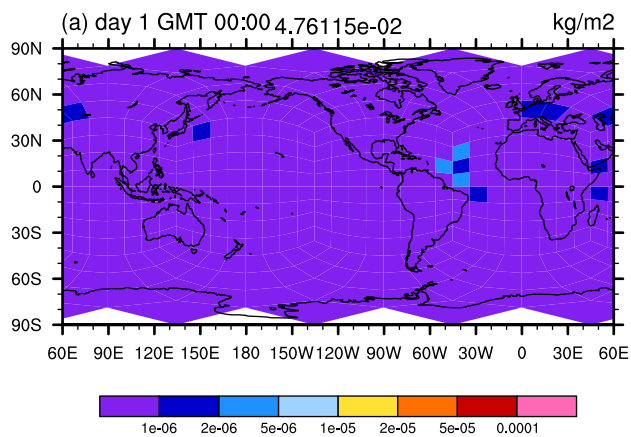 (a) day 1 GMT 00:00 4.76115e-02 kg/m2
90N
60N
30N
0
30S
60S
90S
60E 90E 120E 150E 180 150W 120W 90W 60W 30W 0 30E 60E
1e-06 2e-06 5e-06 1e-05 2e-05 5e-05 0.0001